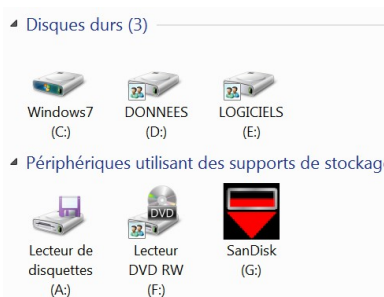 Disques durs (3)
Windows7 DONNEES LOGICIELS
(C:) (D:) (E:)
Périphériques utilisant des supports de stockag
DVD
Lecteur de Lecteur SanDisk
disquettes DVD RW (G:)
(A:) (F:)